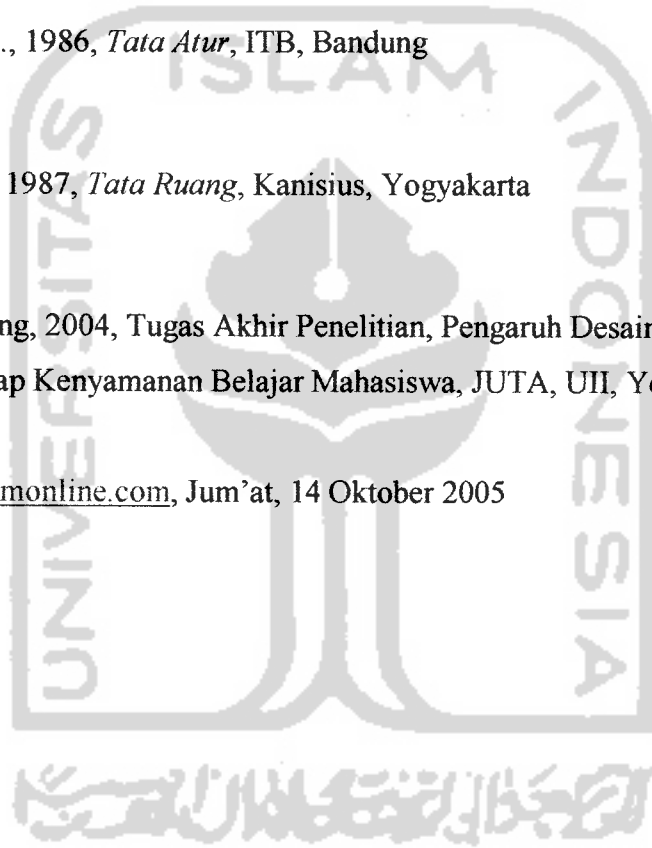 ., 1986, Tata Atur, ITB, Bandung
1987, Tata Ruang, Kanisius, Yogyakarta
ng, 2004, Tugas Akhir Penelitian, Pengaruh Desain
ap Kenyamanan Belajar Mahasiswa, JUTA, UII, Yo
monline.com, Jum'at, 14 Oktober 2005
UNIVERSITAS
ISLAM
INDONESIA